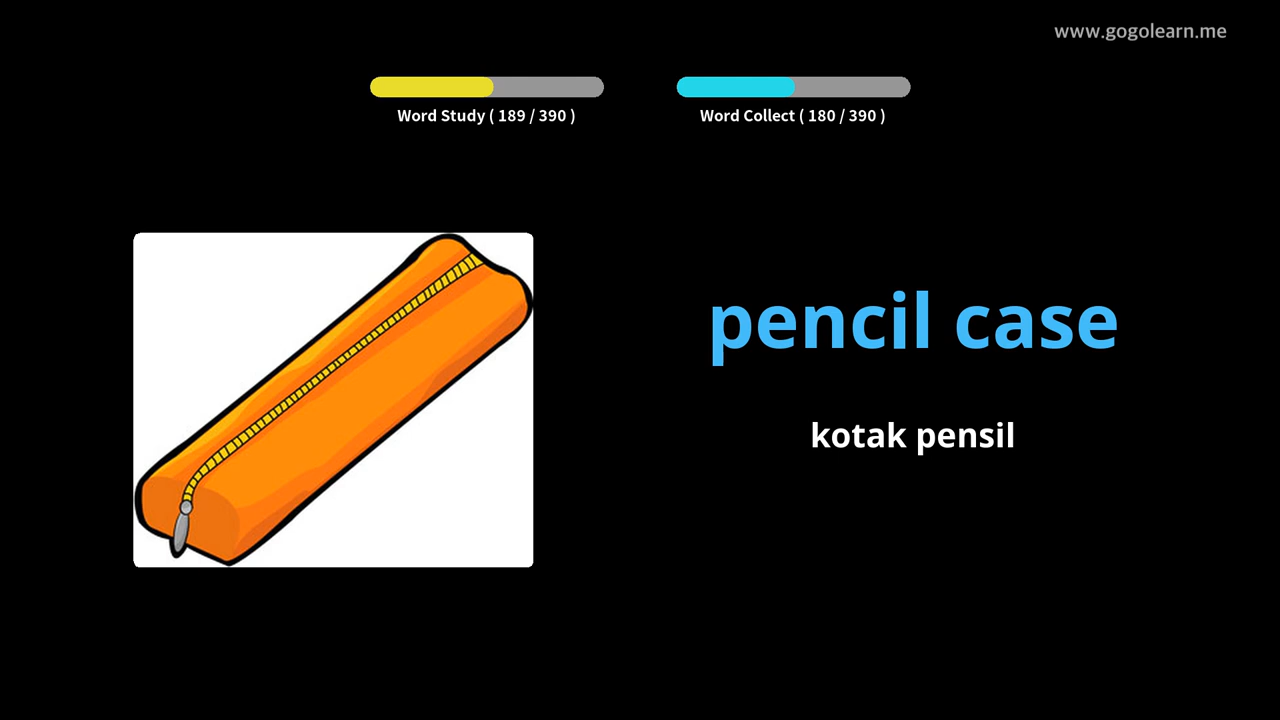 www.gogolearn.me
Word Study ( 189 / 390 )
Word Collect ( 180 / 390 )
pencil case
kotak pensil